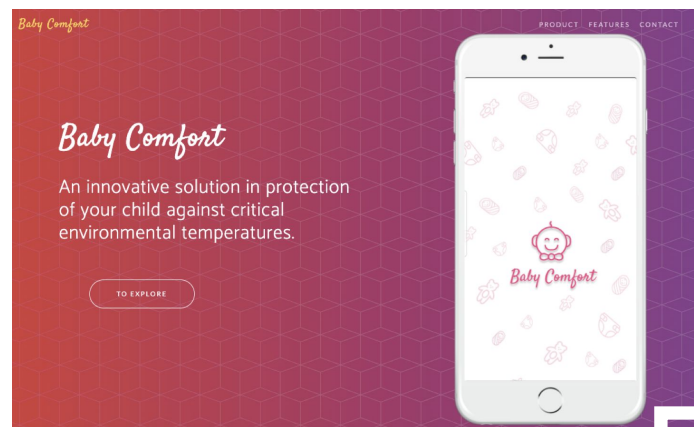 Baby Comfort
PRODUCT FEATURES CONTACT
Baby Comfort
An innovative solution in protection
of your child against critical
environmental temperatures.
TO EXPLORE
Baby Comfort